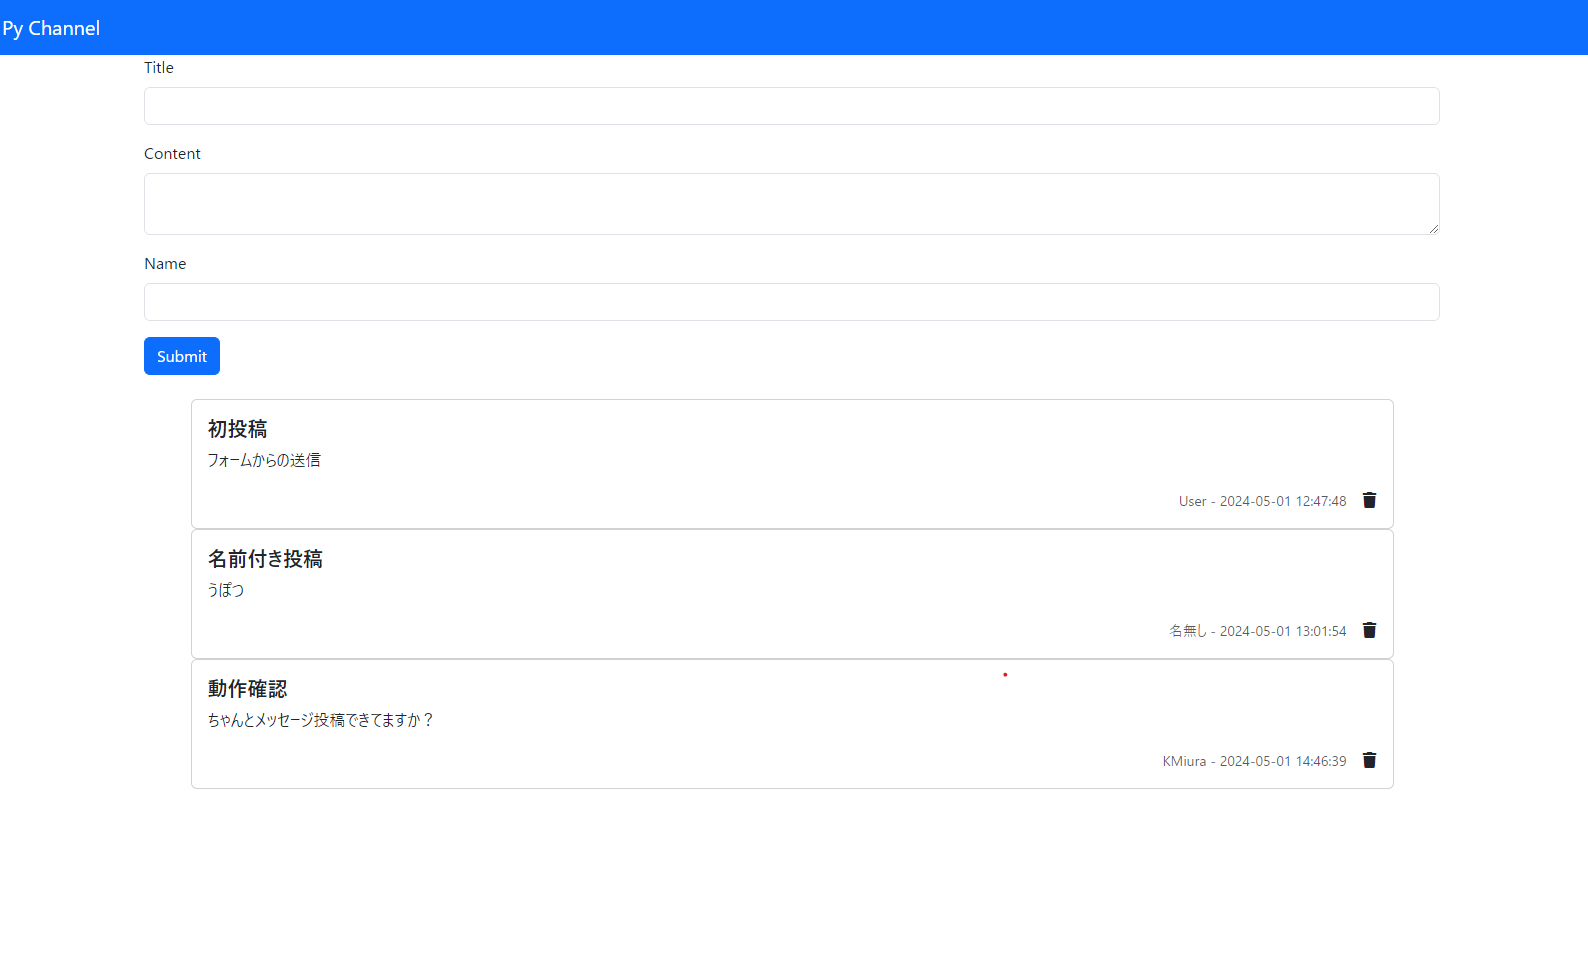 Py Channel
Title
Content
Name
Submit
初投稿
フォームからの送信
User - 2024-05-01 12:47:48
名前付き投稿
うぽつ
名無し - 2024-05-01 13:01:54
動作確認
ちゃんとメッセージ投稿できてますか？
KMiura - 2024-05-01 14:46:39